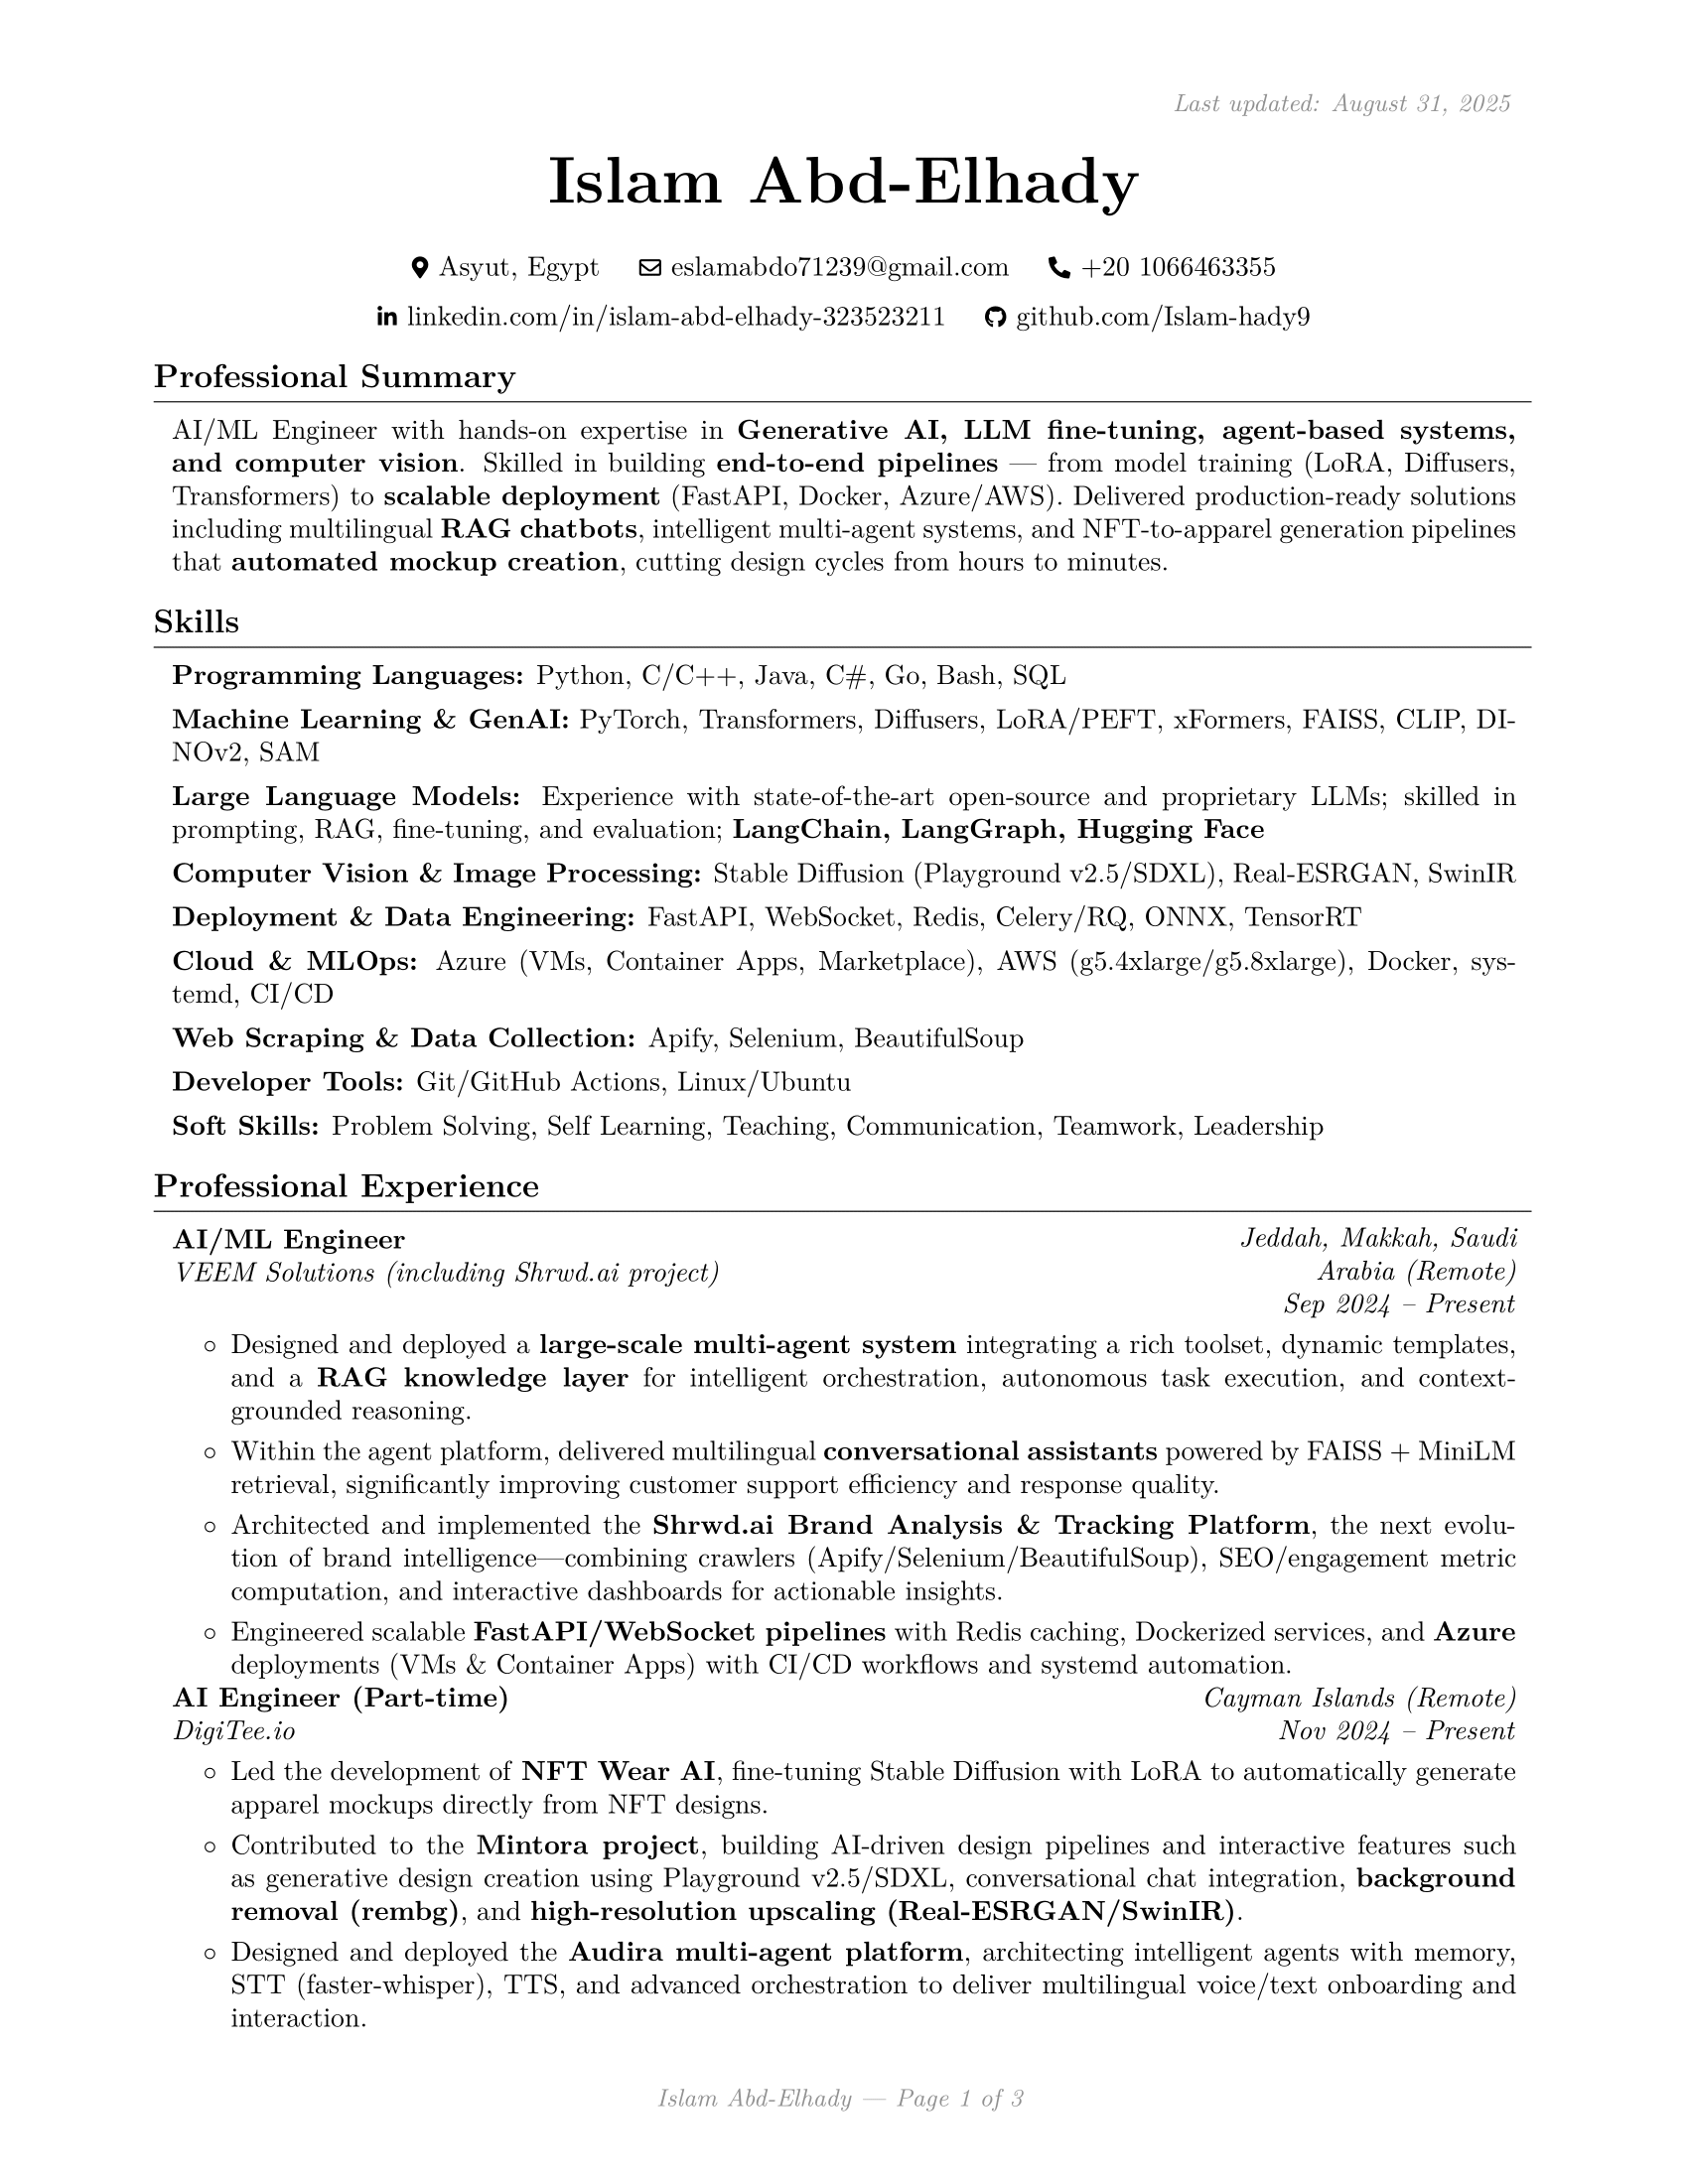 Last updated: August 31, 2025
Islam Abd-Elhady
Asyut, Egypt eslamabdo71239@gmail.com +20 1066463355
linkedin.com/in/islam-abd-elhady-323523211 github.com/Islam-hady9
Professional Summary
AI/ML Engineer with hands-on expertise in Generative AI, LLM fine-tuning, agent-based systems,
and computer vision. Skilled in building end-to-end pipelines — from model training (LoRA, Diffusers,
Transformers) to scalable deployment (FastAPI, Docker, Azure/AWS). Delivered production-ready solutions
including multilingual RAG chatbots, intelligent multi-agent systems, and NFT-to-apparel generation pipelines
that automated mockup creation, cutting design cycles from hours to minutes.
Skills
Programming Languages: Python, C/C++, Java, C#, Go, Bash, SQL
Machine Learning & GenAI: PyTorch, Transformers, Diffusers, LoRA/PEFT, xFormers, FAISS, CLIP, DI-
NOv2, SAM
Large Language Models: Experience with state-of-the-art open-source and proprietary LLMs; skilled in
prompting, RAG, fine-tuning, and evaluation; LangChain, LangGraph, Hugging Face
Computer Vision & Image Processing: Stable Diffusion (Playground v2.5/SDXL), Real-ESRGAN, SwinIR
Deployment & Data Engineering: FastAPI, WebSocket, Redis, Celery/RQ, ONNX, TensorRT
Cloud & MLOps: Azure (VMs, Container Apps, Marketplace), AWS (g5.4xlarge/g5.8xlarge), Docker, sys-
temd, CI/CD
Web Scraping & Data Collection: Apify, Selenium, BeautifulSoup
Developer Tools: Git/GitHub Actions, Linux/Ubuntu
Soft Skills: Problem Solving, Self Learning, Teaching, Communication, Teamwork, Leadership
Professional Experience
AI/ML Engineer Jeddah, Makkah, Saudi
VEEM Solutions (including Shrwd.ai project) Arabia (Remote)
Sep 2024 – Present
○ Designed and deployed a large-scale multi-agent system integrating a rich toolset, dynamic templates,
and a RAG knowledge layer for intelligent orchestration, autonomous task execution, and context-
grounded reasoning.
○ Within the agent platform, delivered multilingual conversational assistants powered by FAISS + MiniLM
retrieval, significantly improving customer support efficiency and response quality.
○ Architected and implemented the Shrwd.ai Brand Analysis & Tracking Platform, the next evolu-
tion of brand intelligence—combining crawlers (Apify/Selenium/BeautifulSoup), SEO/engagement metric
computation, and interactive dashboards for actionable insights.
○ Engineered scalable FastAPI/WebSocket pipelines with Redis caching, Dockerized services, and Azure
deployments (VMs & Container Apps) with CI/CD workflows and systemd automation.
AI Engineer (Part-time) Cayman Islands (Remote)
DigiTee.io Nov 2024 – Present
○ Led the development of NFT Wear AI, fine-tuning Stable Diffusion with LoRA to automatically generate
apparel mockups directly from NFT designs.
○ Contributed to the Mintora project, building AI-driven design pipelines and interactive features such
as generative design creation using Playground v2.5/SDXL, conversational chat integration, background
removal (rembg), and high-resolution upscaling (Real-ESRGAN/SwinIR).
○ Designed and deployed the Audira multi-agent platform, architecting intelligent agents with memory,
STT (faster-whisper), TTS, and advanced orchestration to deliver multilingual voice/text onboarding and
interaction.
Islam Abd-Elhady — Page 1 of 3